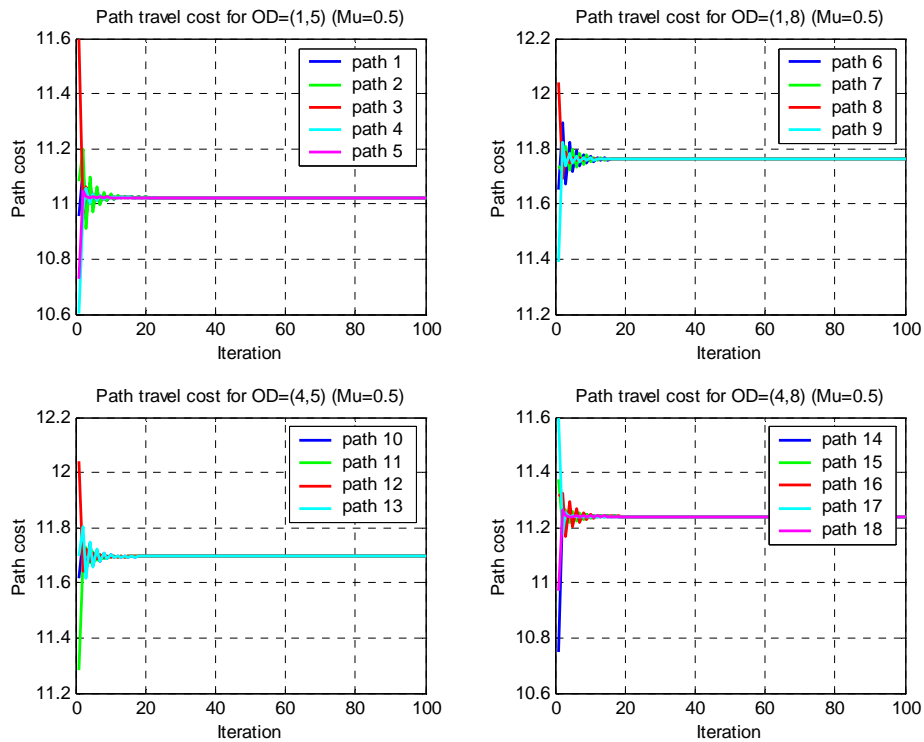 Path travel cost for OD=(1,5) (Mu=0.5)
11.6
11.4
11.2
11
10.8
10.6
Path cost
path 1
path 2
path 3
path 4
path 5
0
20
40
60
80
100
Iteration
Path travel cost for OD=(1,8) (Mu=0.5)
12.2
12
11.8
11.6
11.4
11.2
Path cost
path 6
path 7
path 8
path 9
0
20
40
60
80
100
Iteration
Path travel cost for OD=(4,5) (Mu=0.5)
12.2
12
11.8
11.6
11.4
11.2
Path cost
path 10
path 11
path 12
path 13
0
20
40
60
80
100
Iteration
Path travel cost for OD=(4,8) (Mu=0.5)
11.6
11.4
11.2
11
10.8
10.6
Path cost
path 14
path 15
path 16
path 17
path 18
0
20
40
60
80
100
Iteration